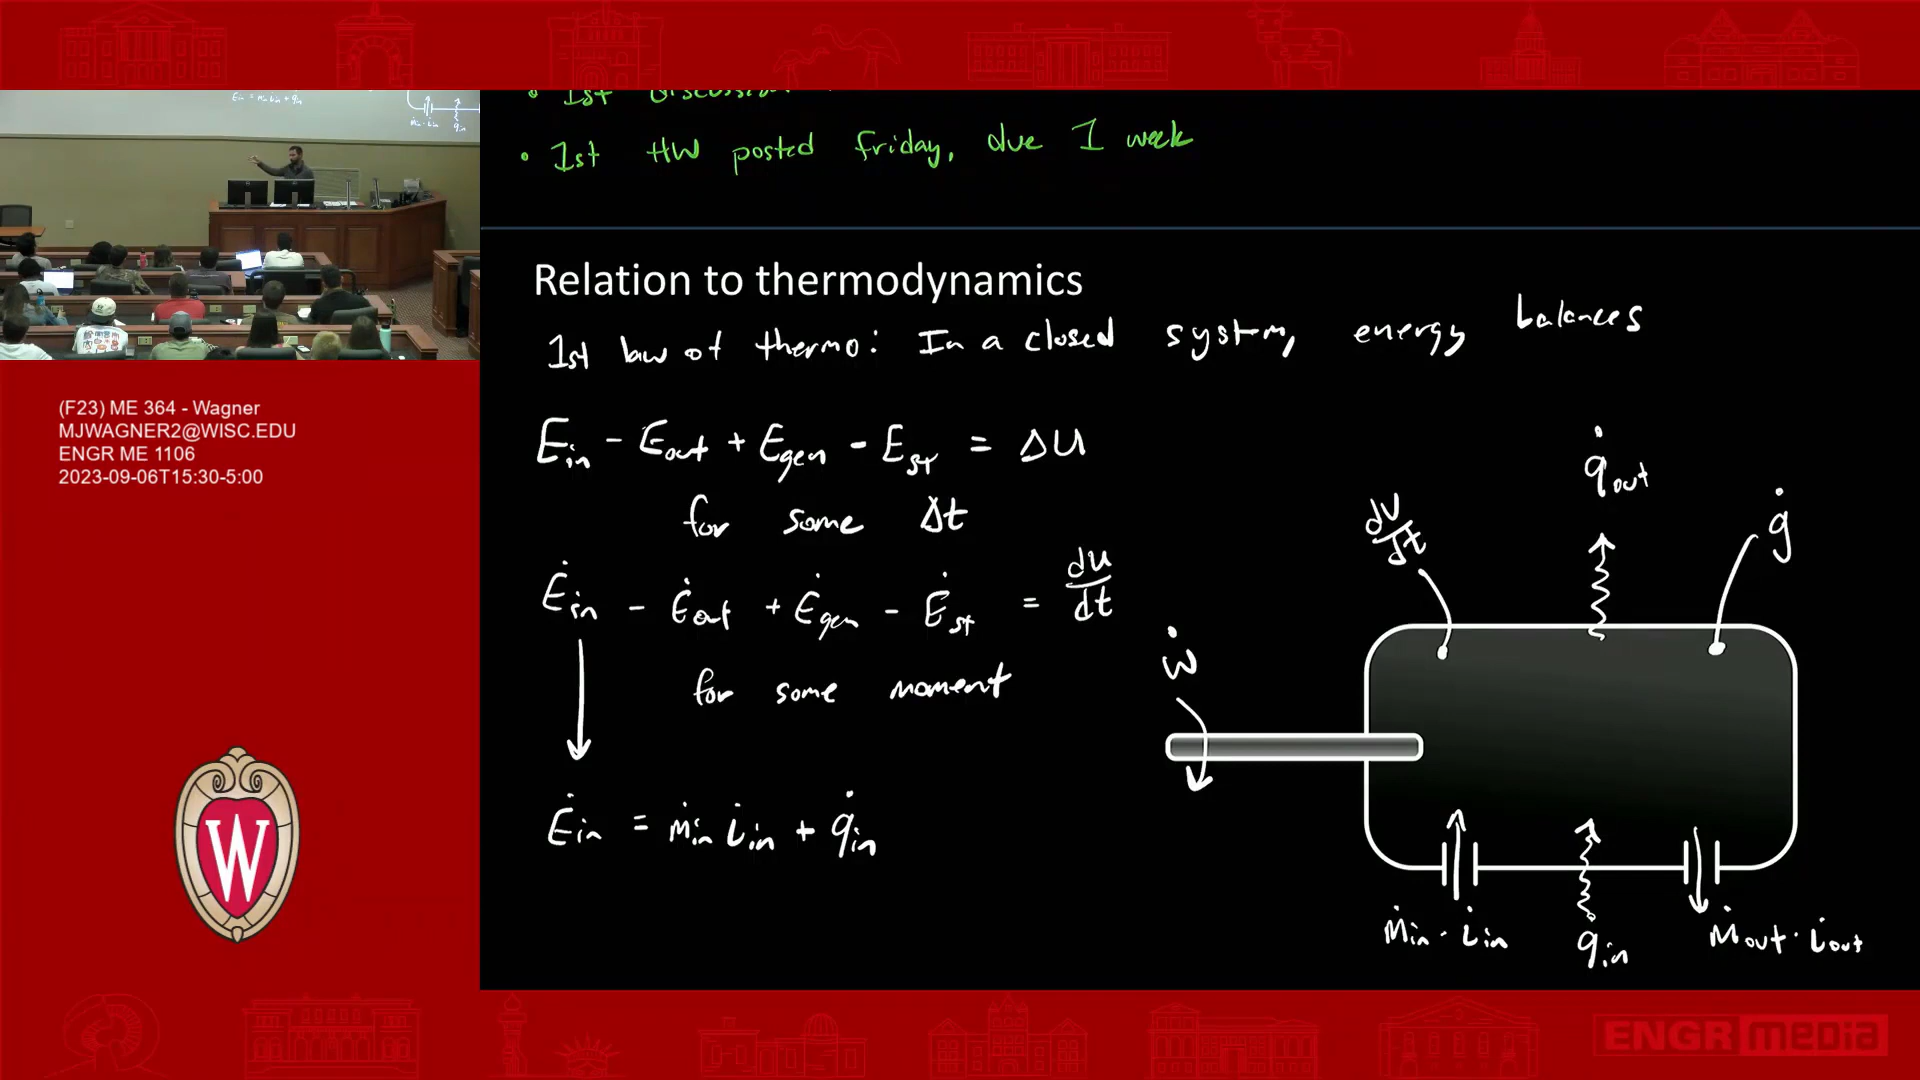 • 1st Discussion
• 1st HW posted Friday, due 1 week
Relation to thermodynamics
1st law of thermo: In a closed system, energy balances
Ein - Eout + Egen - Est = ΔU
for some Δt
Ėin - Ėout + Ėgen - Ėst = dU/dt
for some moment
Ėin = ṁin iin + q̇in
dU/dt
q̇out
ġ
ẇ
ṁin · iin
q̇in
ṁout · iout
(F23) ME 364 - Wagner
MJWAGNER2@WISC.EDU
ENGR ME 1106
2023-09-06T15:30-5:00
W
ENGR media